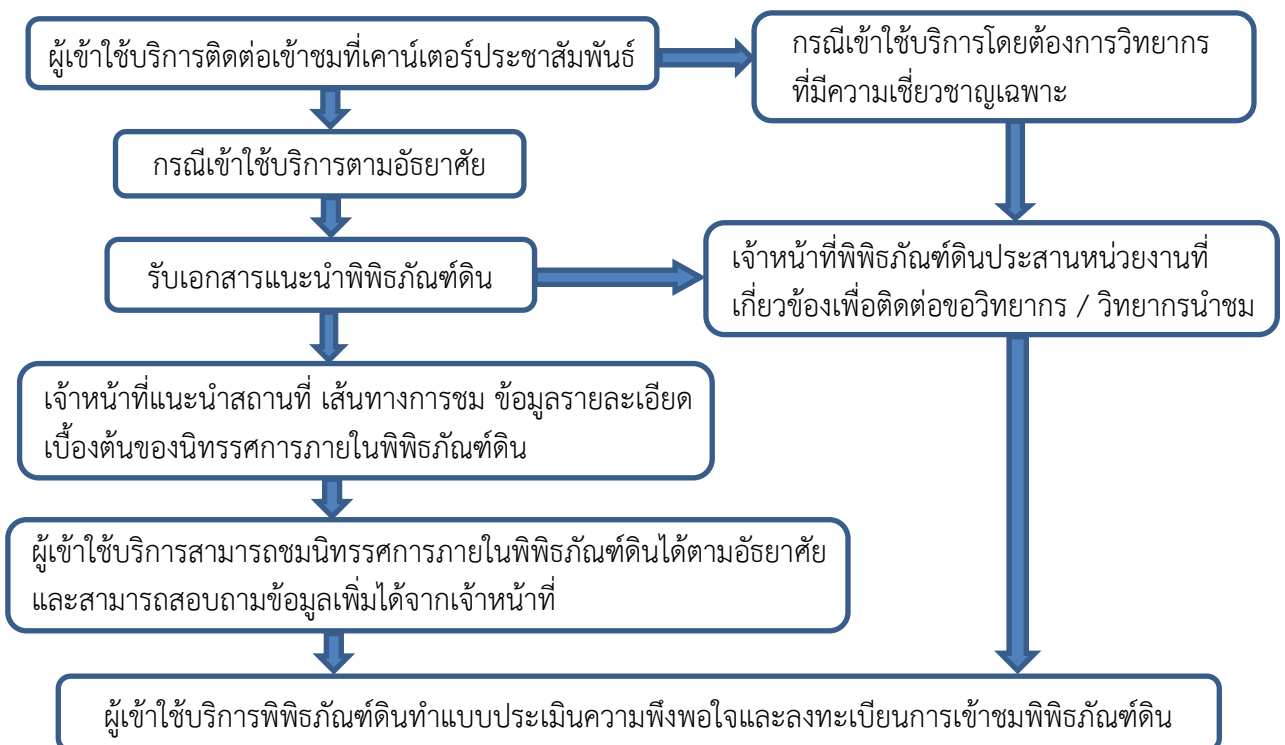 ผู้เข้าใช้บริการติดต่อเข้าชมที่เคาน์เตอร์ประชาสัมพันธ์
กรณีเข้าใช้บริการโดยต้องการวิทยากร
ที่มีความเชี่ยวชาญเฉพาะ
กรณีเข้าใช้บริการตามอัธยาศัย
รับเอกสารแนะนำพิพิธภัณฑ์ดิน
เจ้าหน้าที่พิพิธภัณฑ์ดินประสานหน่วยงานที่
เกี่ยวข้องเพื่อติดต่อขอวิทยากร / วิทยากรนำชม
เจ้าหน้าที่แนะนำสถานที่ เส้นทางการชม ข้อมูลรายละเอียด
เบื้องต้นของนิทรรศการภายในพิพิธภัณฑ์ดิน
ผู้เข้าใช้บริการสามารถชมนิทรรศการภายในพิพิธภัณฑ์ดินได้ตามอัธยาศัย
และสามารถสอบถามข้อมูลเพิ่มได้จากเจ้าหน้าที่
ผู้เข้าใช้บริการพิพิธภัณฑ์ดินทำแบบประเมินความพึงพอใจและลงทะเบียนการเข้าชมพิพิธภัณฑ์ดิน